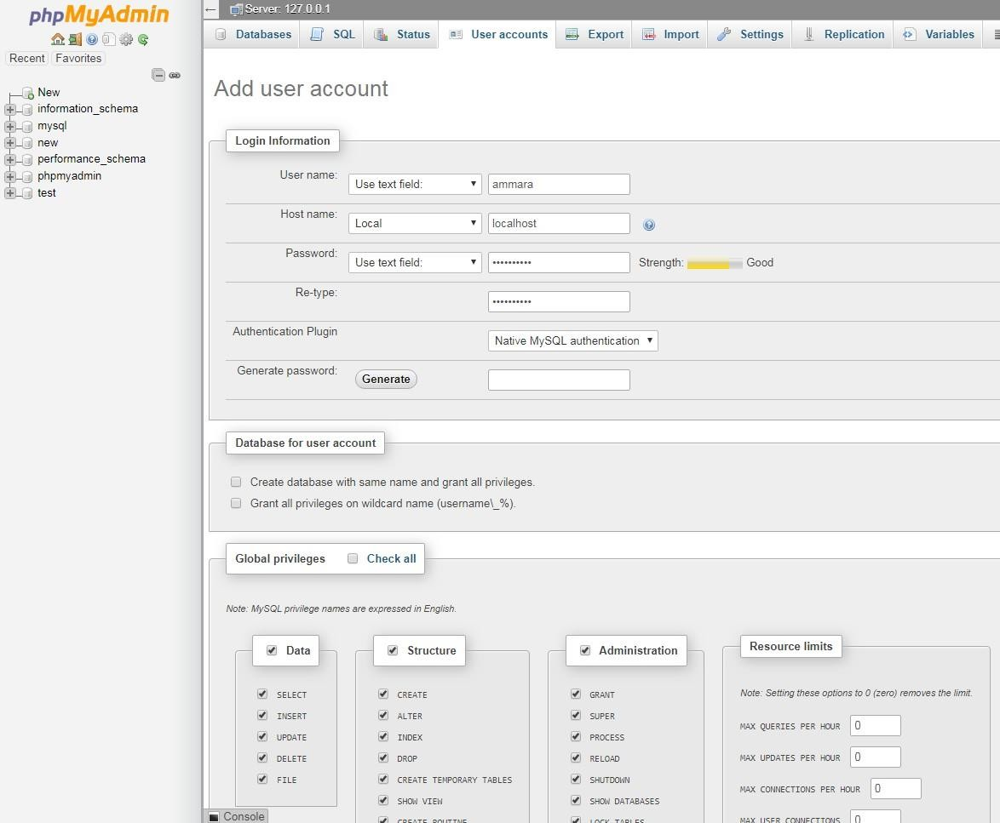 phpMyAdmin
Recent Favorites
New
information_schema
mysql
new
performance_schema
phpmyadmin
test
Server: 127.0.0.1
Databases SQL Status User accounts Export Import Settings Replication Variables
Add user account
Login Information
User name: Use text field: ammara
Host name: Local localhost
Password: Use text field: •••••••••• Strength: Good
Re-type: ••••••••••
Authentication Plugin Native MySQL authentication
Generate password: Generate
Database for user account
Create database with same name and grant all privileges.
Grant all privileges on wildcard name (username\_%).
Global privileges Check all
Note: MySQL privilege names are expressed in English.
Data Structure Administration Resource limits
SELECT CREATE GRANT Note: Setting these options to 0 (zero) removes the limit.
INSERT ALTER SUPER
UPDATE INDEX PROCESS MAX QUERIES PER HOUR 0
DELETE DROP RELOAD MAX UPDATES PER HOUR 0
FILE CREATE TEMPORARY TABLES SHUTDOWN MAX CONNECTIONS PER HOUR 0
SHOW VIEW SHOW DATABASES
CREATE ROUTINE LOCK TABLES MAX USER CONNECTIONS 0
Console